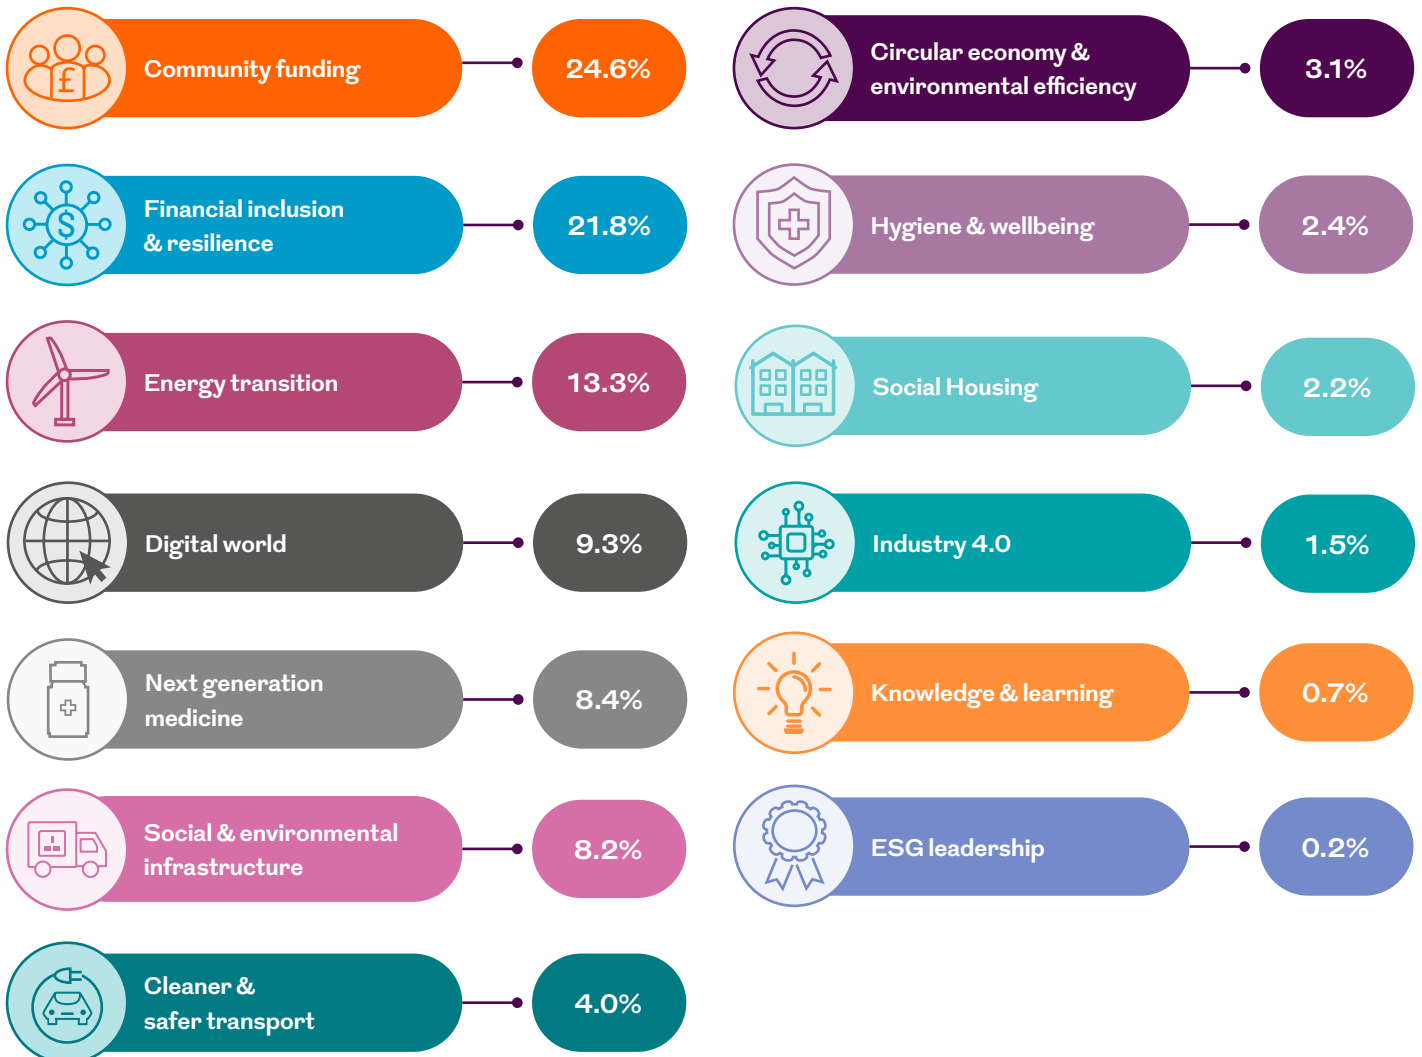 £
Community funding
24.6%
$
Financial inclusion
& resilience
21.8%
Energy transition
13.3%
Digital world
9.3%
Next generation
medicine
8.4%
Social & environmental
infrastructure
8.2%
Cleaner &
safer transport
4.0%
Circular economy &
environmental efficiency
3.1%
Hygiene & wellbeing
2.4%
Social Housing
2.2%
Industry 4.0
1.5%
Knowledge & learning
0.7%
ESG leadership
0.2%